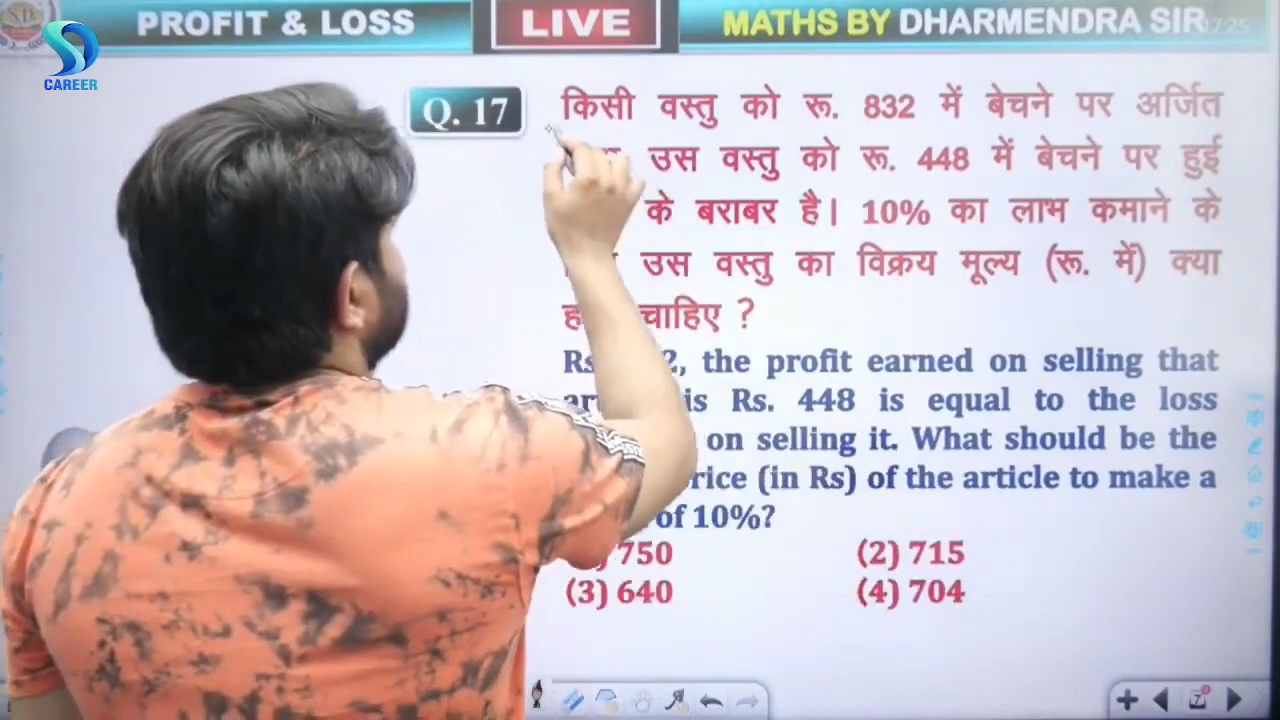 PROFIT & LOSS
LIVE
MATHS BY DHARMENDRA SIR
17:25
CAREER
Q. 17
किसी वस्तु को रू. 832 में बेचने पर अर्जित
उस वस्तु को रू. 448 में बेचने पर हुई
के बराबर है। 10% का लाभ कमाने के
उस वस्तु का विक्रय मूल्य (रू. में) क्या
चाहिए ?
the profit earned on selling that
is Rs. 448 is equal to the loss
on selling it. What should be the
(in Rs) of the article to make a
of 10%?
750 (2) 715
(3) 640 (4) 704